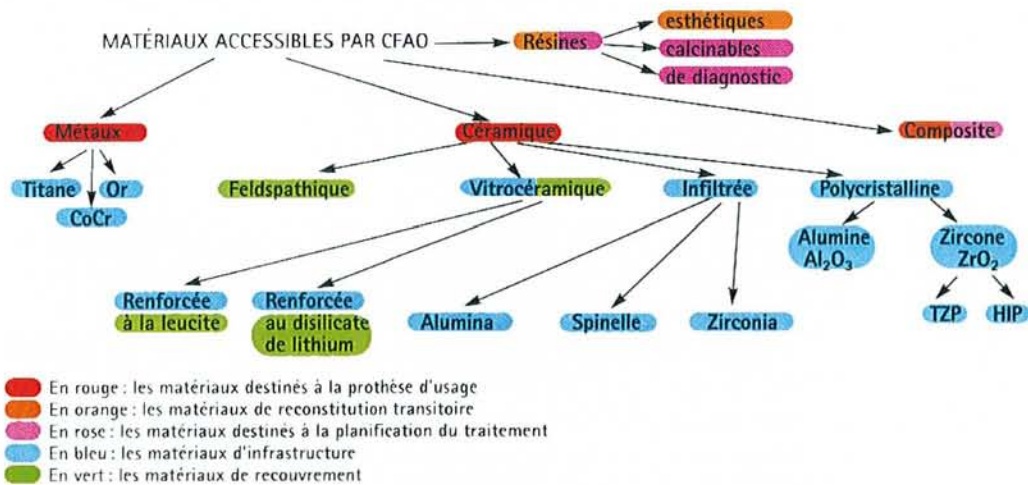 MATÉRIAUX ACCESSIBLES PAR CFAO
Résines
esthétiques
calcinables
de diagnostic
Métaux
Céramique
Composite
Titane
Or
CoCr
Feldspathique
Vitrocéramique
Infiltrée
Polycristalline
Alumine
Al₂O₃
Zircone
ZrO₂
Renforcée
à la leucite
Renforcée
au disilicate
de lithium
Alumina
Spinelle
Zirconia
TZP
HIP
En rouge : les matériaux destinés à la prothèse d'usage
En orange : les matériaux de reconstitution transitoire
En rose : les matériaux destinés à la planification du traitement
En bleu : les matériaux d'infrastructure
En vert : les matériaux de recouvrement